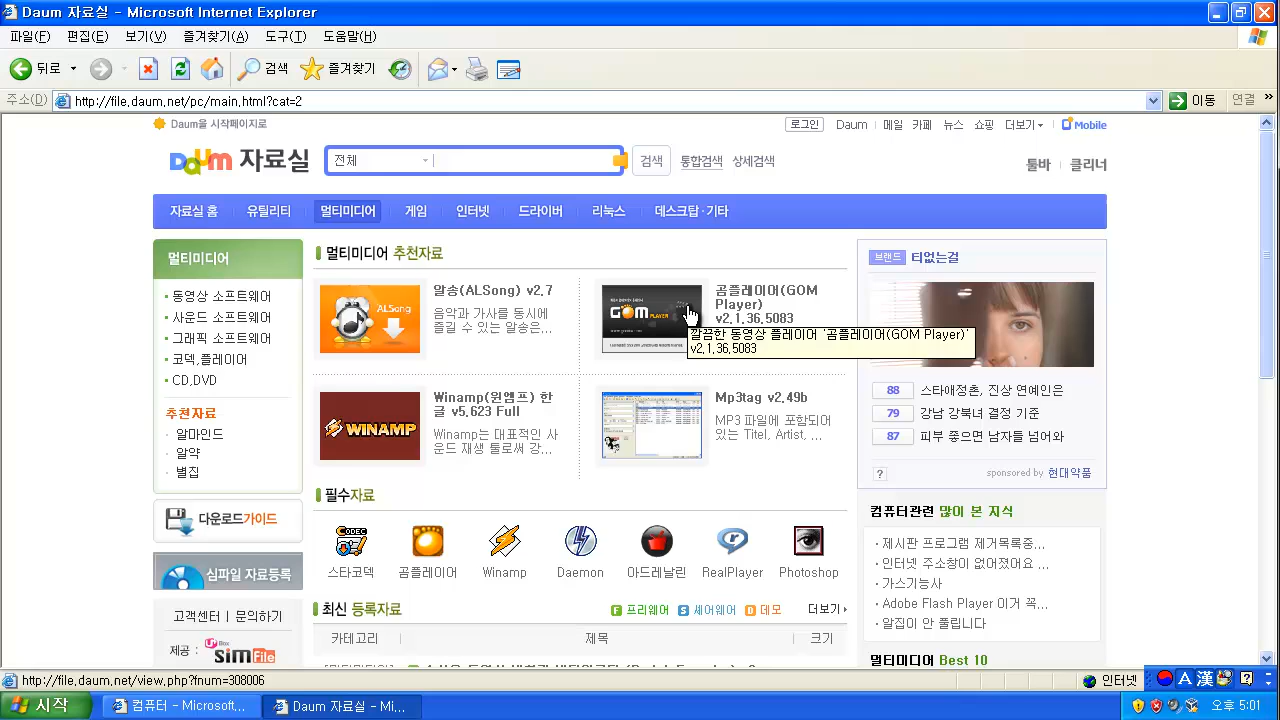 Daum 자료실 - Microsoft Internet Explorer
파일(F) 편집(E) 보기(V) 즐겨찾기(A) 도구(T) 도움말(H)
뒤로 검색 즐겨찾기
주소(D) http://file.daum.net/pc/main.html?cat=2 이동 연결 »
Daum을 시작페이지로 로그인 Daum 메일 카페 뉴스 쇼핑 더보기 Mobile
Daum 자료실 전체 검색 통합검색 상세검색 툴바 클리너
자료실 홈 유틸리티 멀티미디어 게임 인터넷 드라이버 리눅스 데스크탑·기타
멀티미디어
동영상 소프트웨어
사운드 소프트웨어
그래픽 소프트웨어
코덱,플레이어
CD,DVD
추천자료
알마인드
알약
별집
다운로드가이드
심파일 자료등록
고객센터 | 문의하기
제공 : Box SimFile
멀티미디어 추천자료
ALSong
알송(ALSong) v2.7
음악과 가사를 동시에
즐길 수 있는 알송은...
GOM PLAYER
곰플레이어(GOM
Player)
v2.1.36.5083
깔끔한 동영상 플레이어 '곰플레이어(GOM Player)'
v2.1.36.5083
WINAMP
Winamp(윈앰프) 한
글 v5.623 Full
Winamp는 대표적인 사
운드 재생 툴로써 강...
Mp3tag v2.49b
MP3 파일에 포함되어
있는 Titel, Artist, ...
필수자료
CODEC
스타코덱 곰플레이어 Winamp Daemon 아드레날린 RealPlayer Photoshop
최신 등록자료 F 프리웨어 S 셰어웨어 D 데모 더보기
카테고리 제목 크기
브랜드 티없는걸
88 스타애정촌, 진상 연예인은
79 강남 강북녀 결정 기준
87 피부 좋으면 남자를 넘어와
? sponsored by 현대약품
컴퓨터관련 많이 본 지식
· 제시판 프로그램 제거목록중...
· 인터넷 주소창이 없어졌어요 ...
· 가스기능사
· Adobe Flash Player 이거 꼭...
· 알집이 안 풀립니다
멀티미디어 Best 10
http://file.daum.net/view.php?fnum=308006 인터넷 A 漢
시작 컴퓨터 - Microsoft... Daum 자료실 - Mi... 오후 5:01